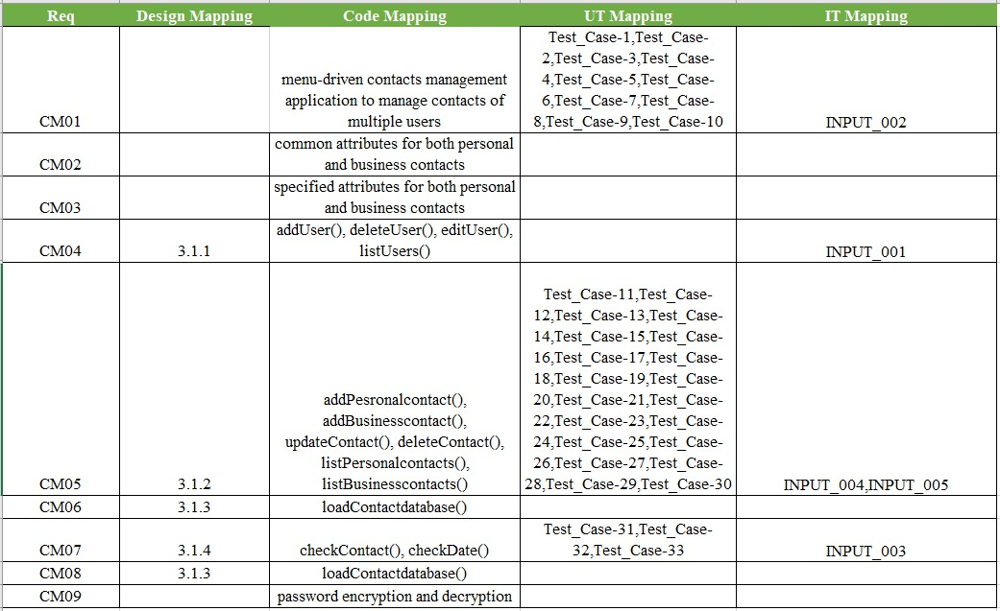 Req Design Mapping Code Mapping UT Mapping IT Mapping
CM01
menu-driven contacts management
application to manage contacts of
multiple users
Test_Case-1,Test_Case-
2,Test_Case-3,Test_Case-
4,Test_Case-5,Test_Case-
6,Test_Case-7,Test_Case-
8,Test_Case-9,Test_Case-10
INPUT_002
CM02
common attributes for both personal
and business contacts
CM03
specified attributes for both personal
and business contacts
CM04
3.1.1
addUser(), deleteUser(), editUser(),
listUsers()
INPUT_001
CM05
3.1.2
addPesronalcontact(),
addBusinesscontact(),
updateContact(), deleteContact(),
listPersonalcontacts(),
listBusinesscontacts()
Test_Case-11,Test_Case-
12,Test_Case-13,Test_Case-
14,Test_Case-15,Test_Case-
16,Test_Case-17,Test_Case-
18,Test_Case-19,Test_Case-
20,Test_Case-21,Test_Case-
22,Test_Case-23,Test_Case-
24,Test_Case-25,Test_Case-
26,Test_Case-27,Test_Case-
28,Test_Case-29,Test_Case-30
INPUT_004,INPUT_005
CM06 3.1.3 loadContactdatabase()
CM07
3.1.4
checkContact(), checkDate()
Test_Case-31,Test_Case-
32,Test_Case-33
INPUT_003
CM08 3.1.3 loadContactdatabase()
CM09 password encryption and decryption